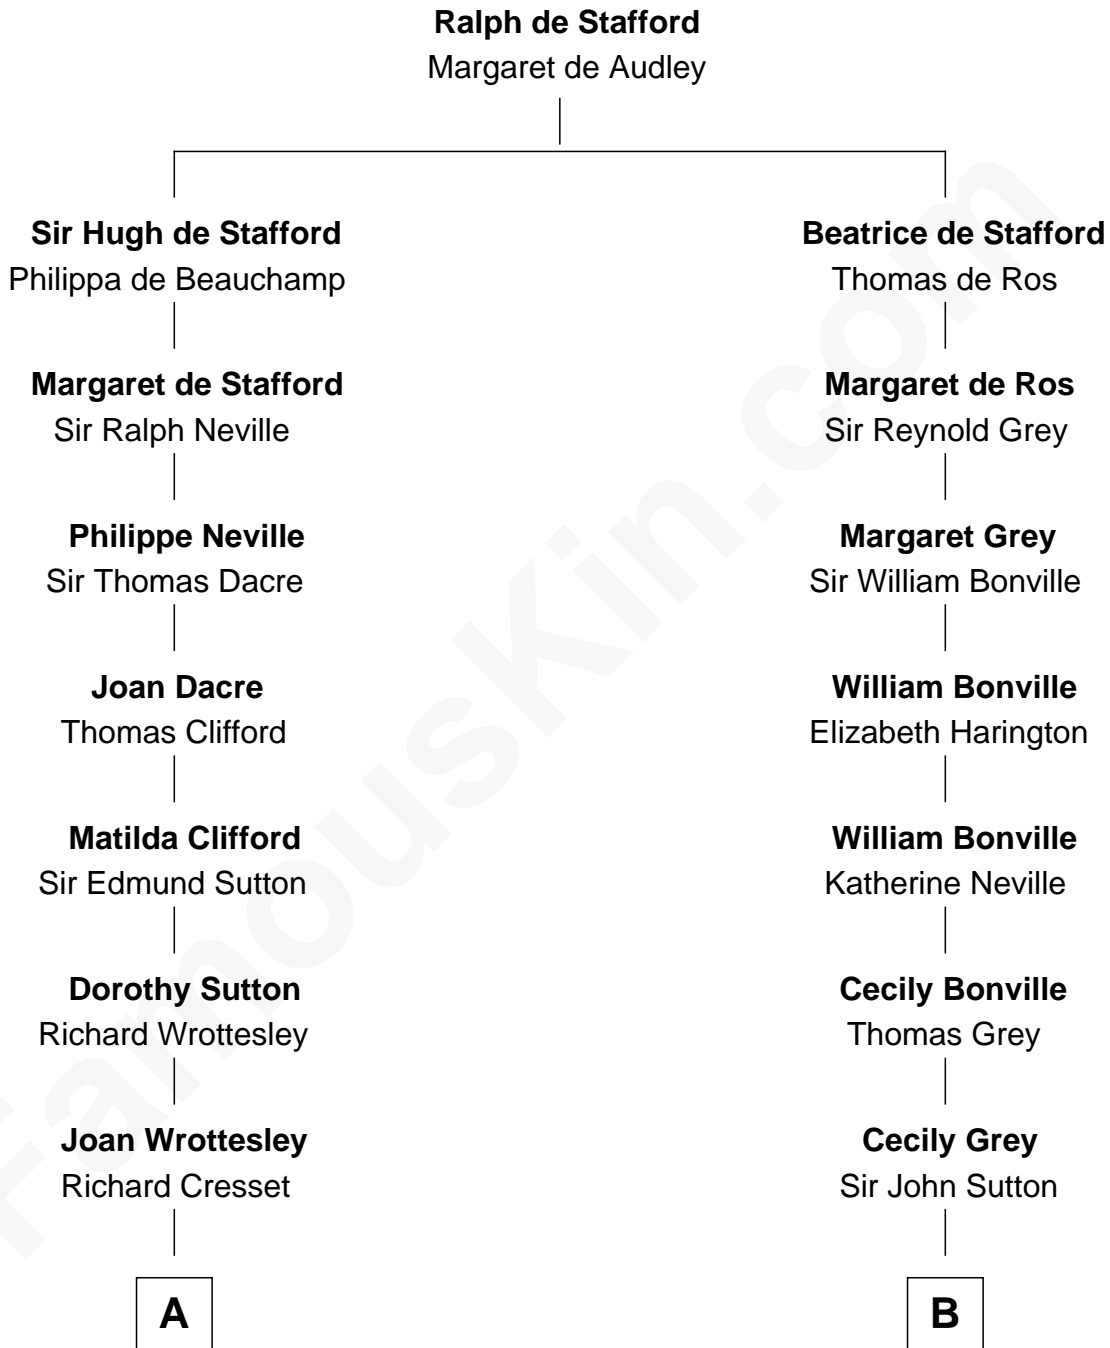 Ralph de Stafford
Margaret de Audley
Sir Hugh de Stafford
Philippa de Beauchamp
Beatrice de Stafford
Thomas de Ros
Margaret de Stafford
Sir Ralph Neville
Margaret de Ros
Sir Reynold Grey
Philippe Neville
Sir Thomas Dacre
Margaret Grey
Sir William Bonville
Joan Dacre
Thomas Clifford
William Bonville
Elizabeth Harington
Matilda Clifford
Sir Edmund Sutton
William Bonville
Katherine Neville
Dorothy Sutton
Richard Wrottesley
Cecily Bonville
Thomas Grey
Joan Wrottesley
Richard Cresset
Cecily Grey
Sir John Sutton
A
B
FamousKin.com